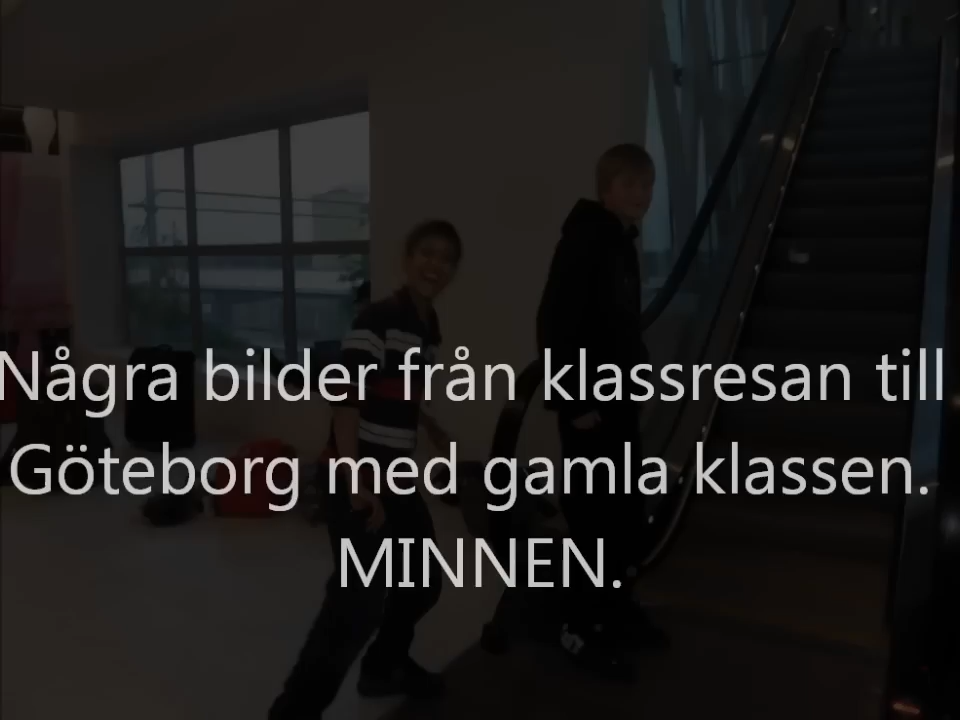 Några bilder från klassresan till
Göteborg med gamla klassen.
MINNEN.